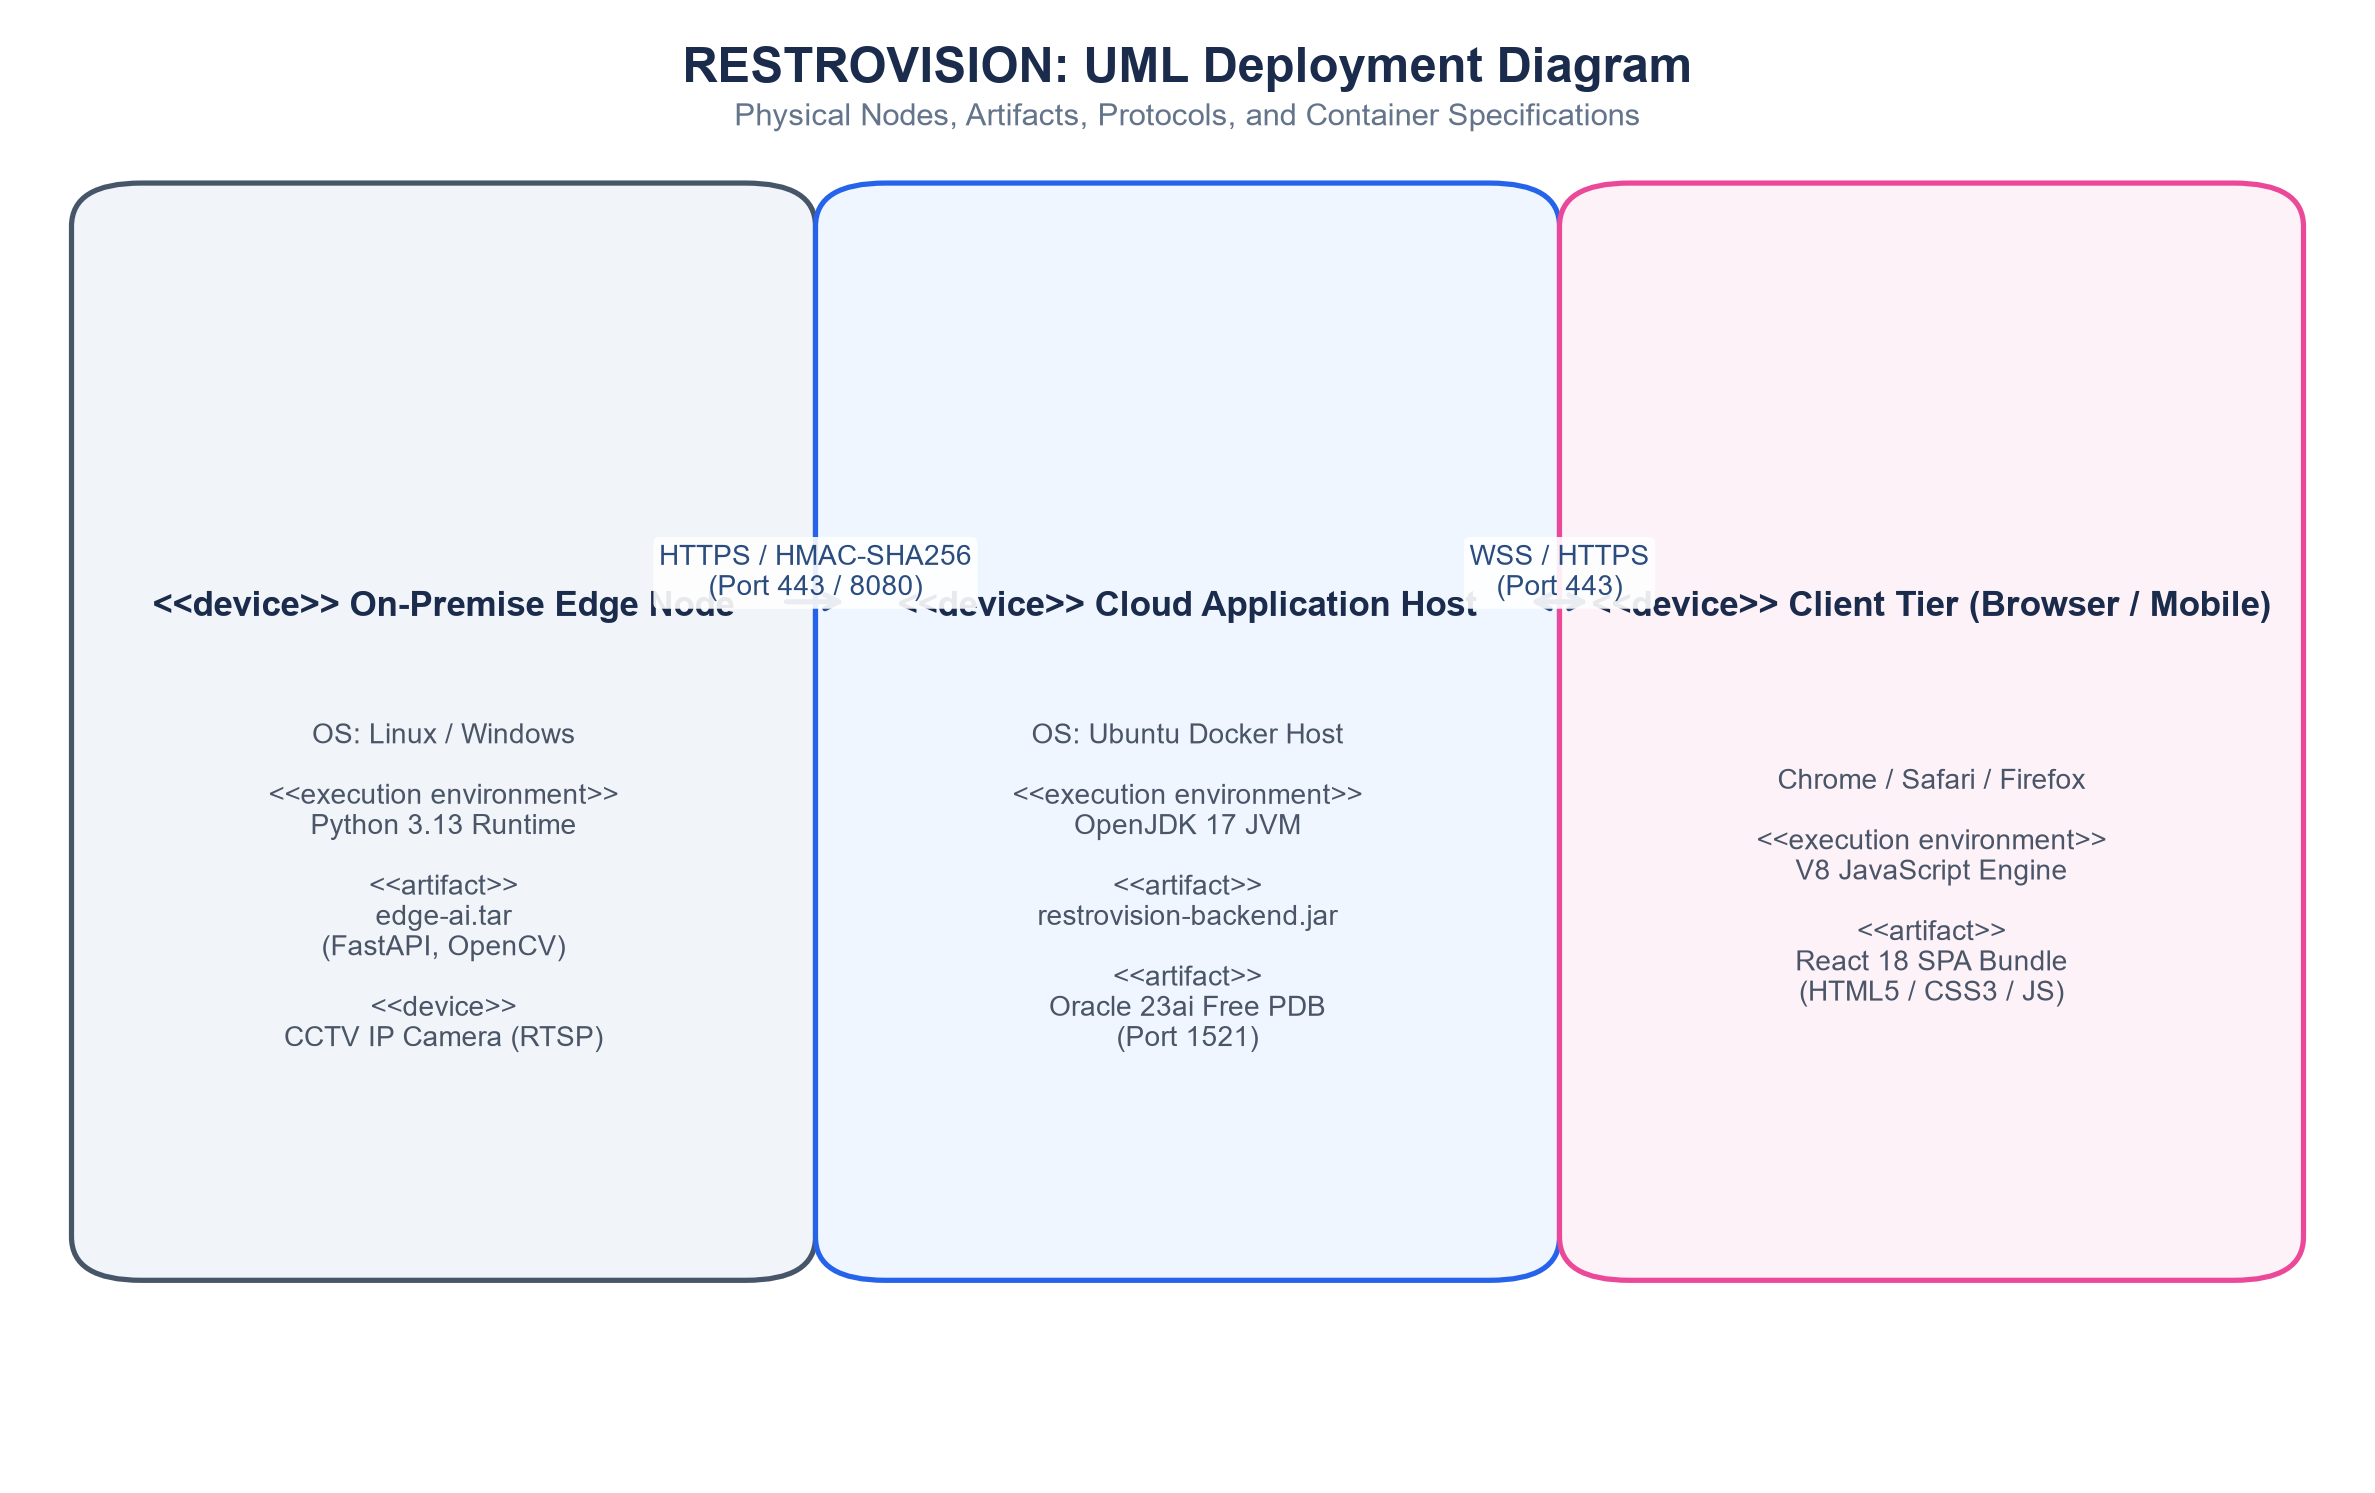 RESTROVISION: UML Deployment Diagram
Physical Nodes, Artifacts, Protocols, and Container Specifications
HTTPS / HMAC-SHA256
(Port 443 / 8080)
WSS / HTTPS
(Port 443)
<<device>> On-Premise Edge Node
<<device>> Cloud Application Host
<<device>> Client Tier (Browser / Mobile)
OS: Linux / Windows
<<execution environment>>
Python 3.13 Runtime
<<artifact>>
edge-ai.tar
(FastAPI, OpenCV)
<<device>>
CCTV IP Camera (RTSP)
OS: Ubuntu Docker Host
<<execution environment>>
OpenJDK 17 JVM
<<artifact>>
restrovision-backend.jar
<<artifact>>
Oracle 23ai Free PDB
(Port 1521)
Chrome / Safari / Firefox
<<execution environment>>
V8 JavaScript Engine
<<artifact>>
React 18 SPA Bundle
(HTML5 / CSS3 / JS)